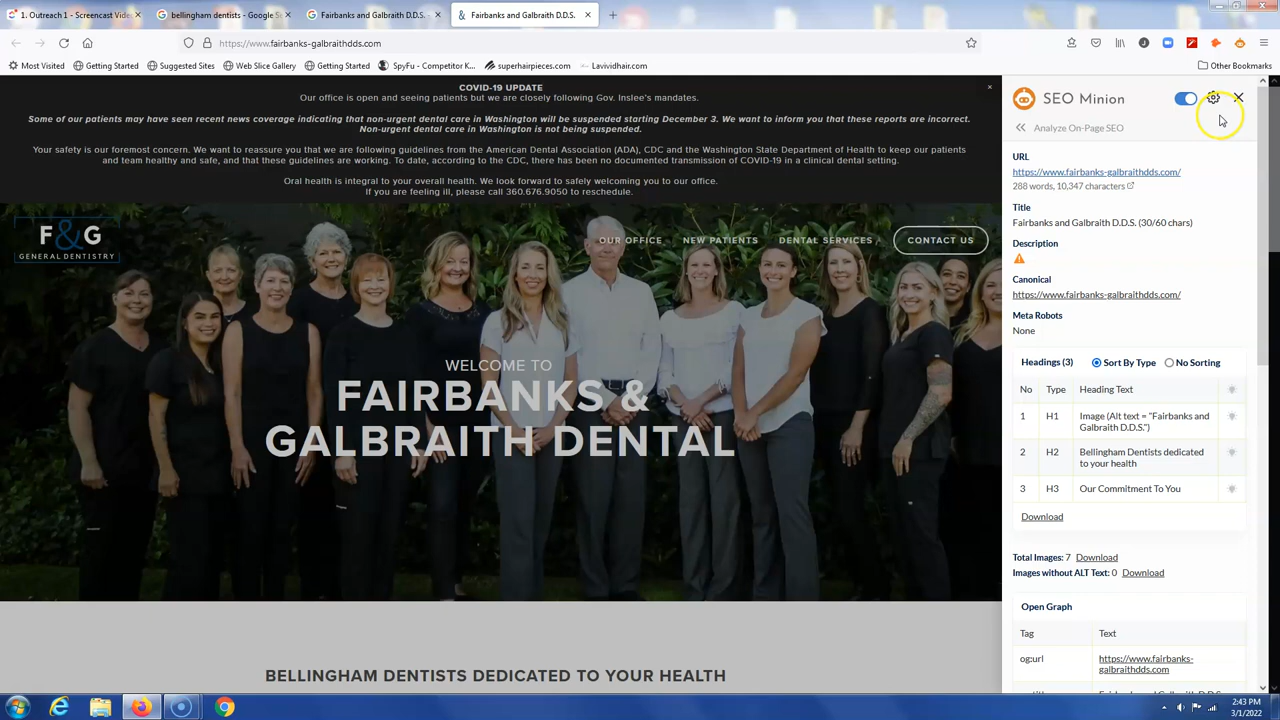 1. Outreach 1 - Screencast Video
bellingham dentists - Google S
Fairbanks and Galbraith D.D.S. -
Fairbanks and Galbraith D.D.S.
https://www.fairbanks-galbraithdds.com
Most Visited
Getting Started
Suggested Sites
Web Slice Gallery
Getting Started
SpyFu - Competitor K...
superhairpieces.com
Lavividhair.com
Other Bookmarks
COVID-19 UPDATE
Our office is open and seeing patients but we are closely following Gov. Inslee's mandates.
Some of our patients may have seen recent news coverage indicating that non-urgent dental care in Washington will be suspended starting December 3. We want to inform you that these reports are incorrect.
Non-urgent dental care in Washington is not being suspended.
Your safety is our foremost concern. We want to reassure you that we are following guidelines from the American Dental Association (ADA), CDC and the Washington State Department of Health to keep our patients
and team healthy and safe, and that these guidelines are working. To date, according to the CDC, there has been no documented transmission of COVID-19 in a clinical dental setting.
Oral health is integral to your overall health. We look forward to safely welcoming you to our office.
If you are feeling ill, please call 360.676.9050 to reschedule.
F&G
GENERAL DENTISTRY
OUR OFFICE
NEW PATIENTS
DENTAL SERVICES
CONTACT US
WELCOME TO
FAIRBANKS &
GALBRAITH DENTAL
BELLINGHAM DENTISTS DEDICATED TO YOUR HEALTH
SEO Minion
Analyze On-Page SEO
URL
https://www.fairbanks-galbraithdds.com/
288 words, 10,347 characters
Title
Fairbanks and Galbraith D.D.S. (30/60 chars)
Description
Canonical
https://www.fairbanks-galbraithdds.com/
Meta Robots
None
Headings (3) Sort By Type No Sorting
No Type Heading Text
1 H1 Image (Alt text = "Fairbanks and
Galbraith D.D.S.")
2 H2 Bellingham Dentists dedicated
to your health
3 H3 Our Commitment To You
Download
Total Images: 7 Download
Images without ALT Text: 0 Download
Open Graph
Tag Text
og:url https://www.fairbanks-
galbraithdds.com
2:43 PM
3/1/2022